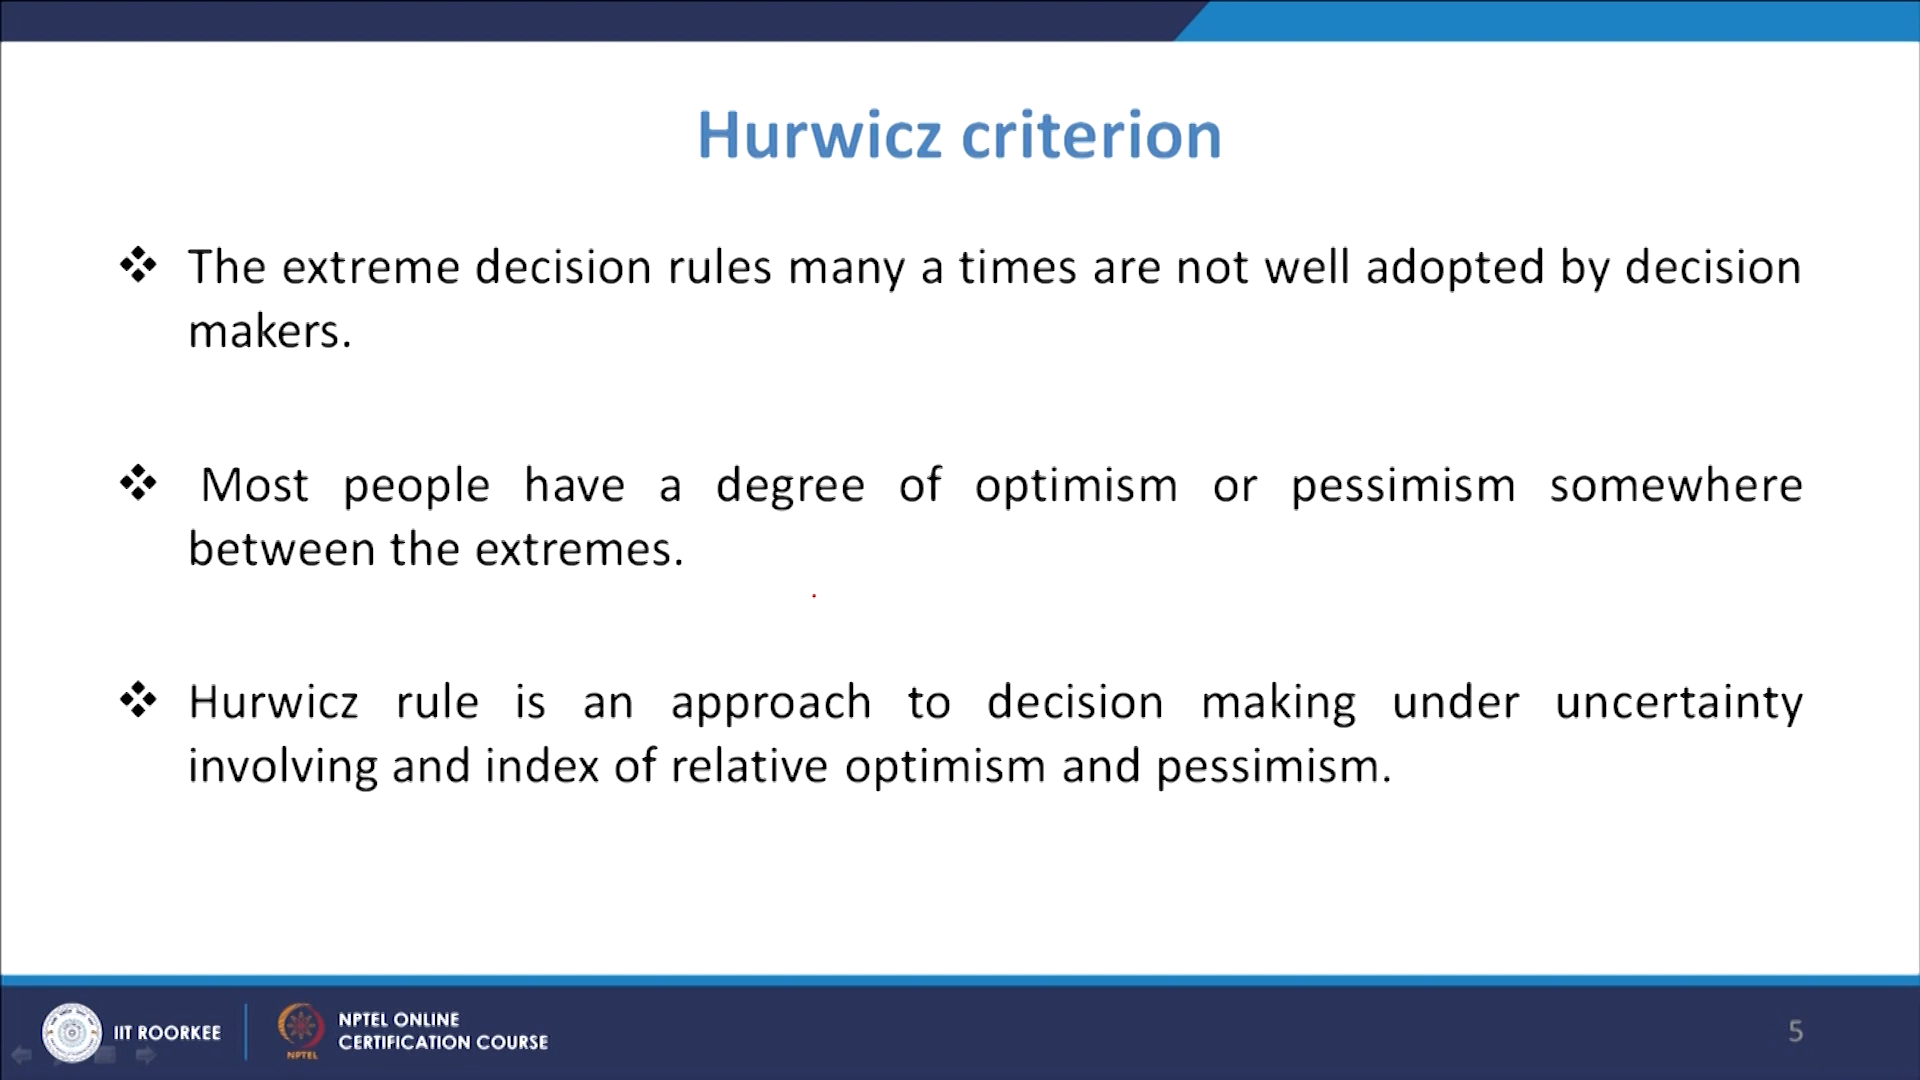 Hurwicz criterion
❖ The extreme decision rules many a times are not well adopted by decision
makers.
❖ Most people have a degree of optimism or pessimism somewhere
between the extremes.
❖ Hurwicz rule is an approach to decision making under uncertainty
involving and index of relative optimism and pessimism.
IIT ROORKEE
NPTEL
NPTEL ONLINE
CERTIFICATION COURSE
5